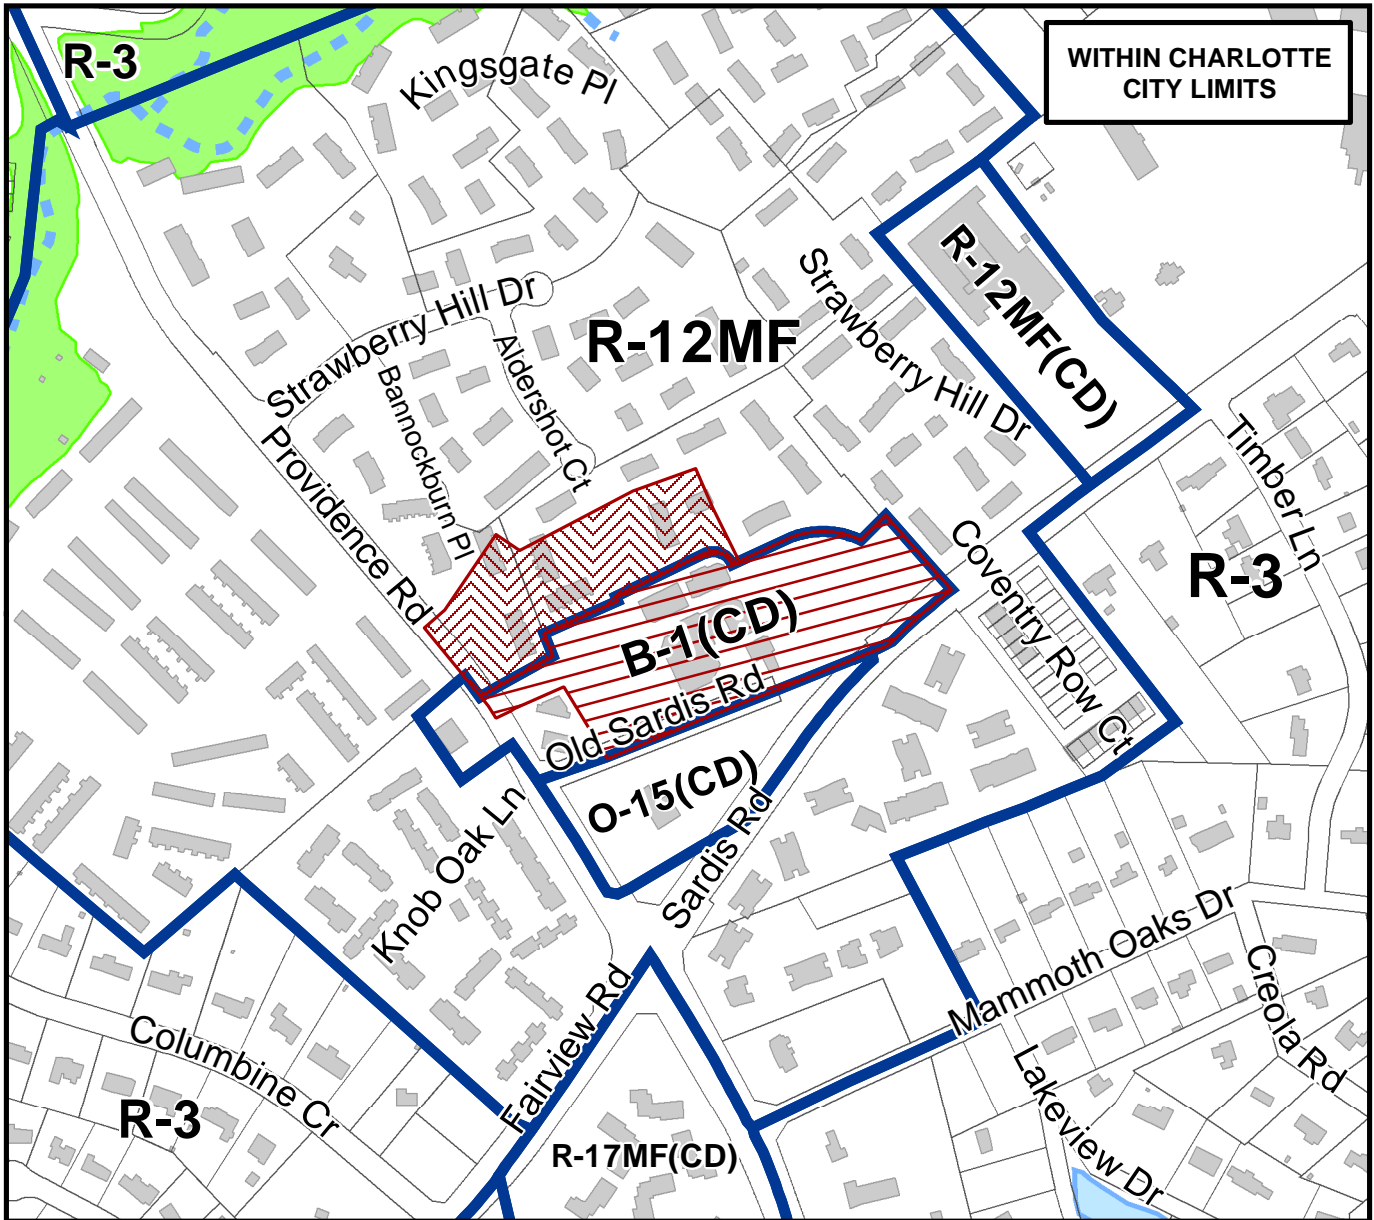 R-3
Kingsgate Pl
WITHIN CHARLOTTE
CITY LIMITS
R-12MF(CD)
Strawberry Hill Dr
Strawberry Hill Dr
R-12MF
Aldershot Ct
Bannockburn Pl
Providence Rd
Timber Ln
R-3
Coventry Row Ct
B-1(CD)
Old Sardis Rd
O-15(CD)
Sardis Rd
Knob Oak Ln
Mammoth Oaks Dr
Creola Rd
Fairview Rd
Columbine Cr
Lakeview Dr
R-3
R-17MF(CD)